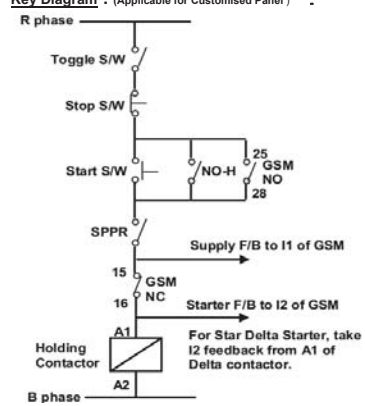 Key Diagram : (Applicable for Customised Panel)
R phase
Toggle S/W
Stop S/W
Start S/W
NO-H
25
GSM
NO
28
SPPR
Supply F/B to I1 of GSM
15
GSM
NC
16
Starter F/B to I2 of GSM
A1
Holding
Contactor
For Star Delta Starter, take
I2 feedback from A1 of
Delta contactor.
A2
B phase